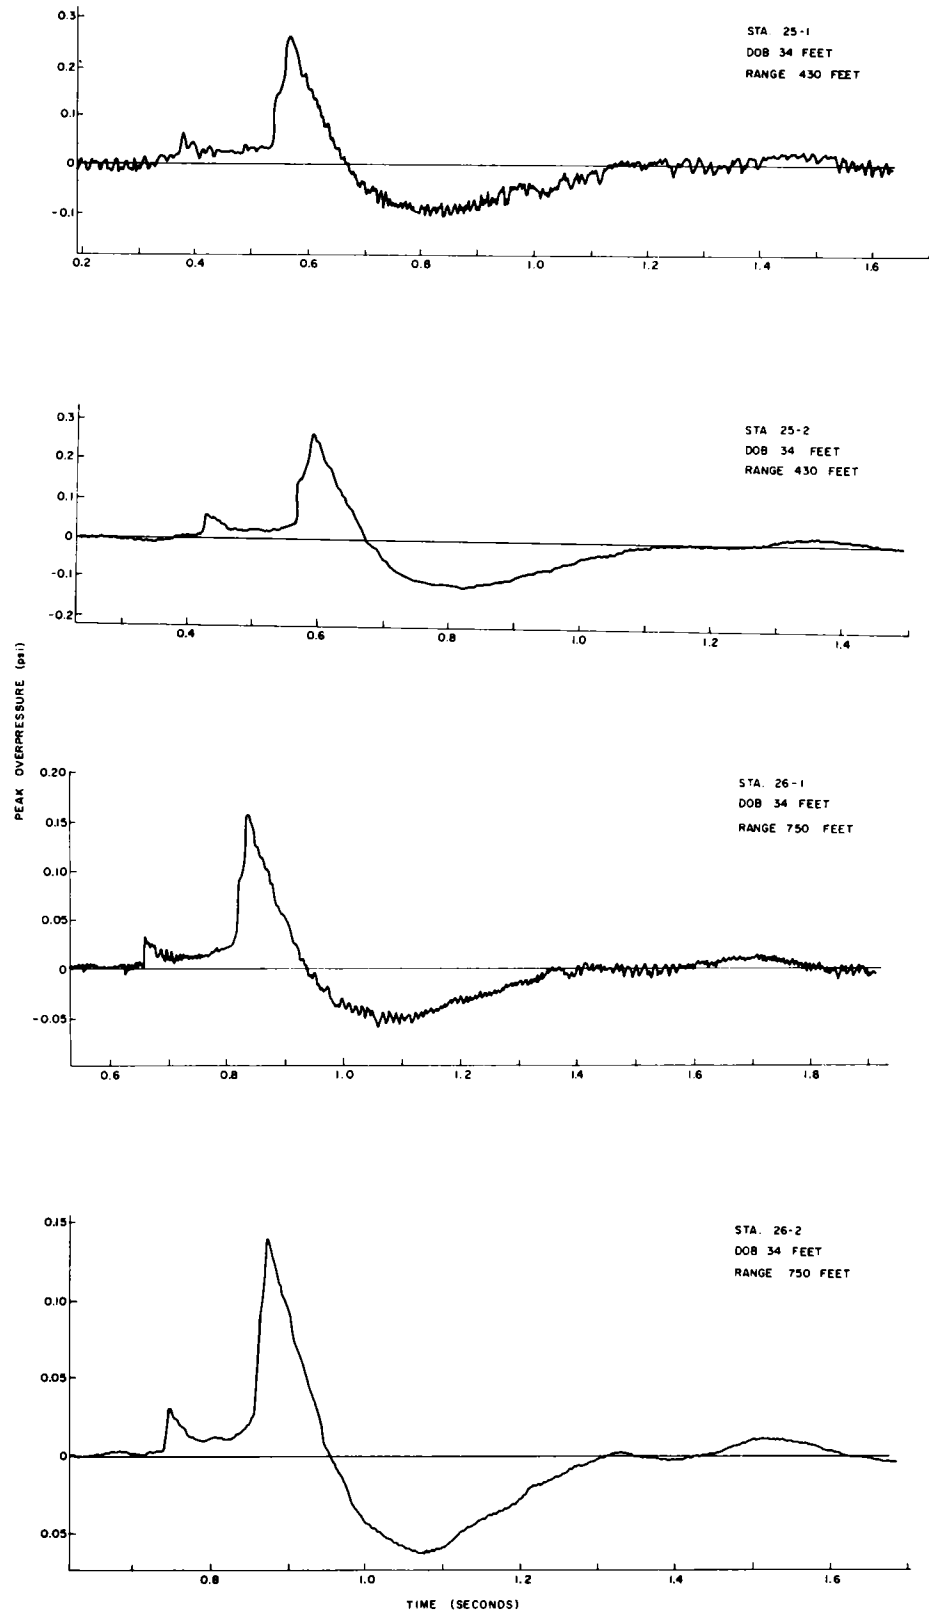 0.3
STA. 25-1
DOB 34 FEET
RANGE 430 FEET
0.2
0.1
0
-0.1
0.2 0.4 0.6 0.8 1.0 1.2 1.4 1.6
0.3
STA 25-2
DOB 34 FEET
RANGE 430 FEET
0.2
0.1
0
-0.1
-0.2
0.4 0.6 0.8 1.0 1.2 1.4
PEAK OVERPRESSURE (psi)
0.20
STA. 26-1
DOB 34 FEET
RANGE 750 FEET
0.15
0.10
0.05
0
-0.05
0.6 0.8 1.0 1.2 1.4 1.6 1.8
0.15
STA. 26-2
DOB 34 FEET
RANGE 750 FEET
0.10
0.05
0
0.05
0.8 1.0 1.2 1.4 1.6
TIME (SECONDS)